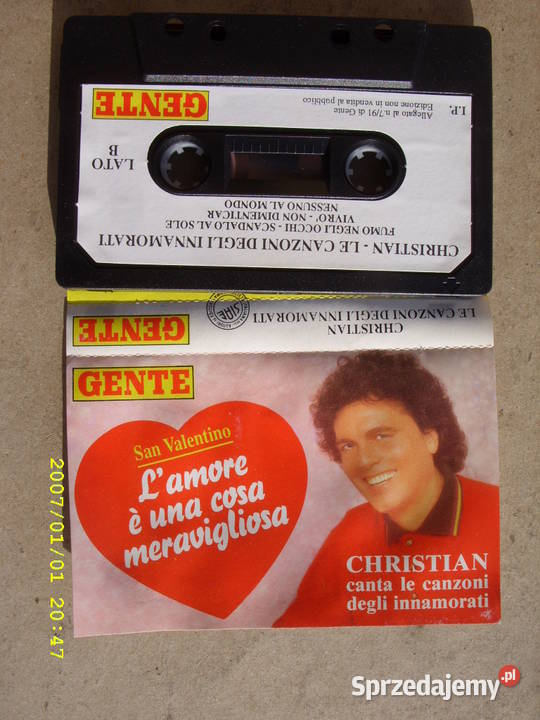 GENTE
I.P.
Allegato al n.7/91 di Gente
Edizione non in vendita al pubblico
LATO
B
CHRISTIAN - LE CANZONI DEGLI INNAMORATI
FUMO NEGLI OCCHI - SCANDALO AL SOLE
VIVRO' - NON DIMENTICAR
NESSUNO AL MONDO
GENTE
SIAE
CHRISTIAN
LE CANZONI DEGLI INNAMORATI
GENTE
San Valentino
L'amore
è una cosa
meravigliosa
CHRISTIAN
canta le canzoni
degli innamorati
2007/01/01 20:47
Sprzedajemy.pl